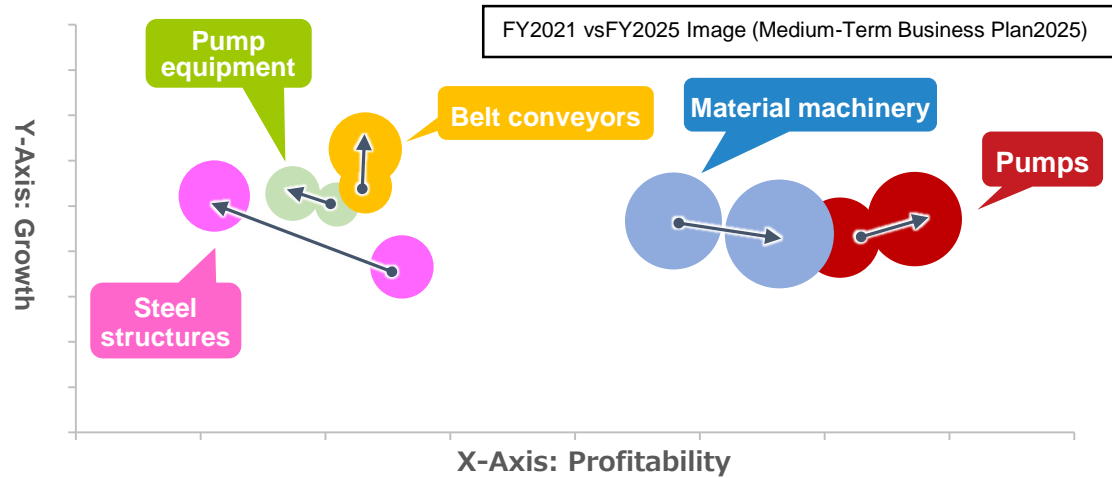 FY2021 vsFY2025 Image (Medium-Term Business Plan2025)
Pump
equipment
Belt conveyors
Material machinery
Pumps
Steel
structures
Y-Axis: Growth
X-Axis: Profitability